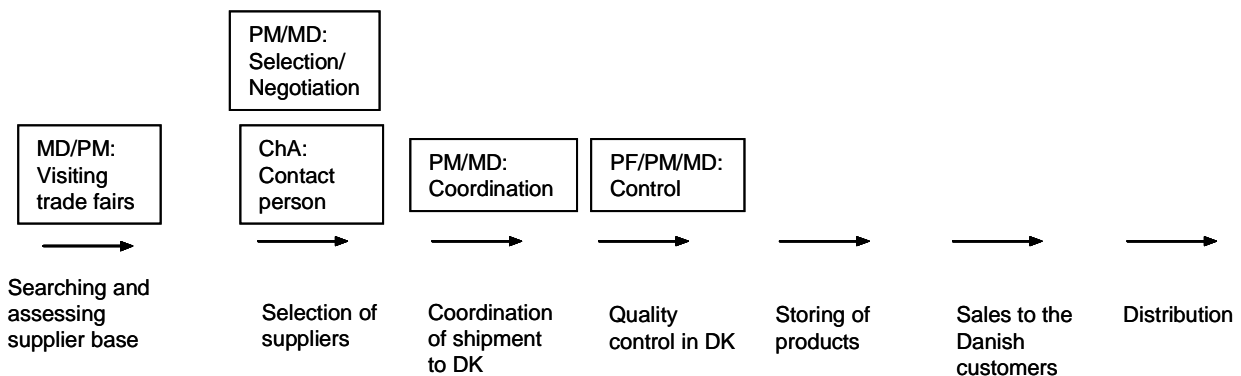 PM/MD:
Selection/
Negotiation
MD/PM:
Visiting
trade fairs
ChA:
Contact
person
PM/MD:
Coordination
PF/PM/MD:
Control
Searching and
assessing
supplier base
Selection of
suppliers
Coordination
of shipment
to DK
Quality
control in DK
Storing of
products
Sales to the
Danish
customers
Distribution